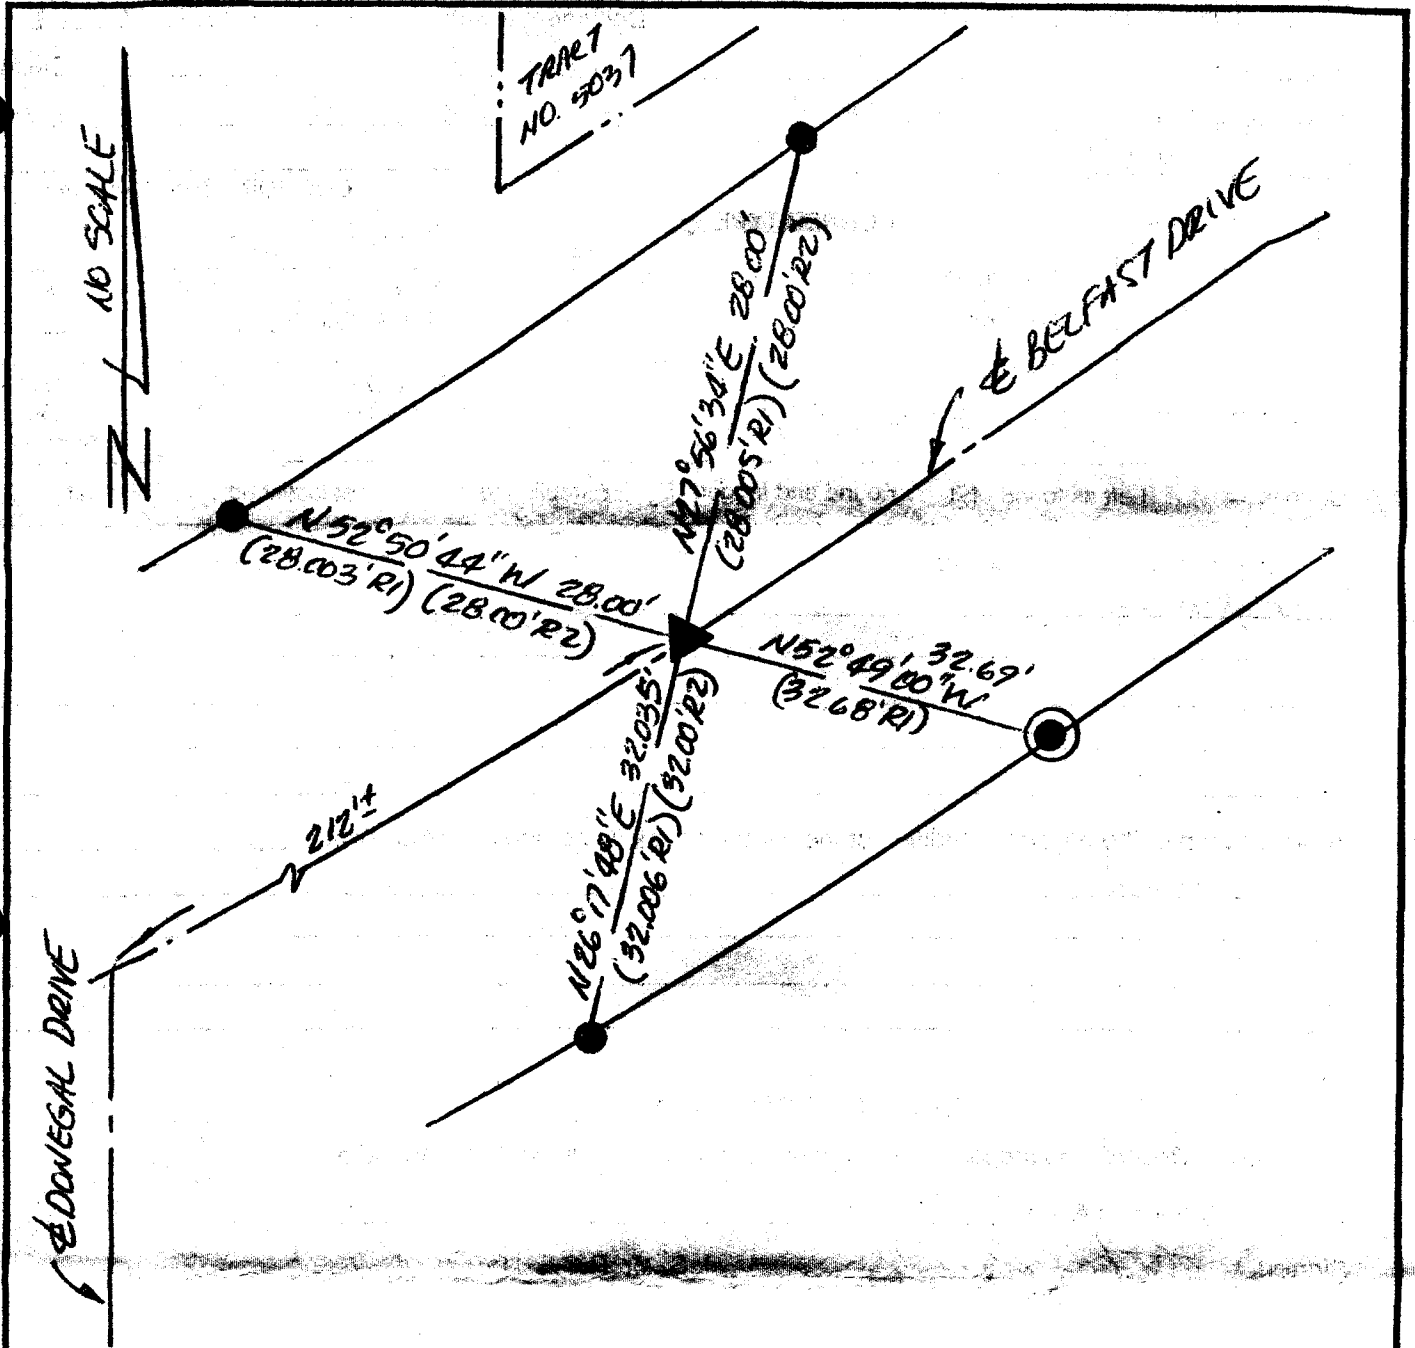 TRACT
NO. 5037
NO SCALE
N
℄ BELFAST DRIVE
N27°56'34"E 28.00'
(28.005'R1) (28.00'R2)
N52°50'44"W 28.00'
(28.003'R1) (28.00'R2)
32.69'
N52°49'00"W
(32.68'R1)
N26°17'48"E 32.035'
(32.006'R1) (32.00'R2)
212'±
℄ DONEGAL DRIVE